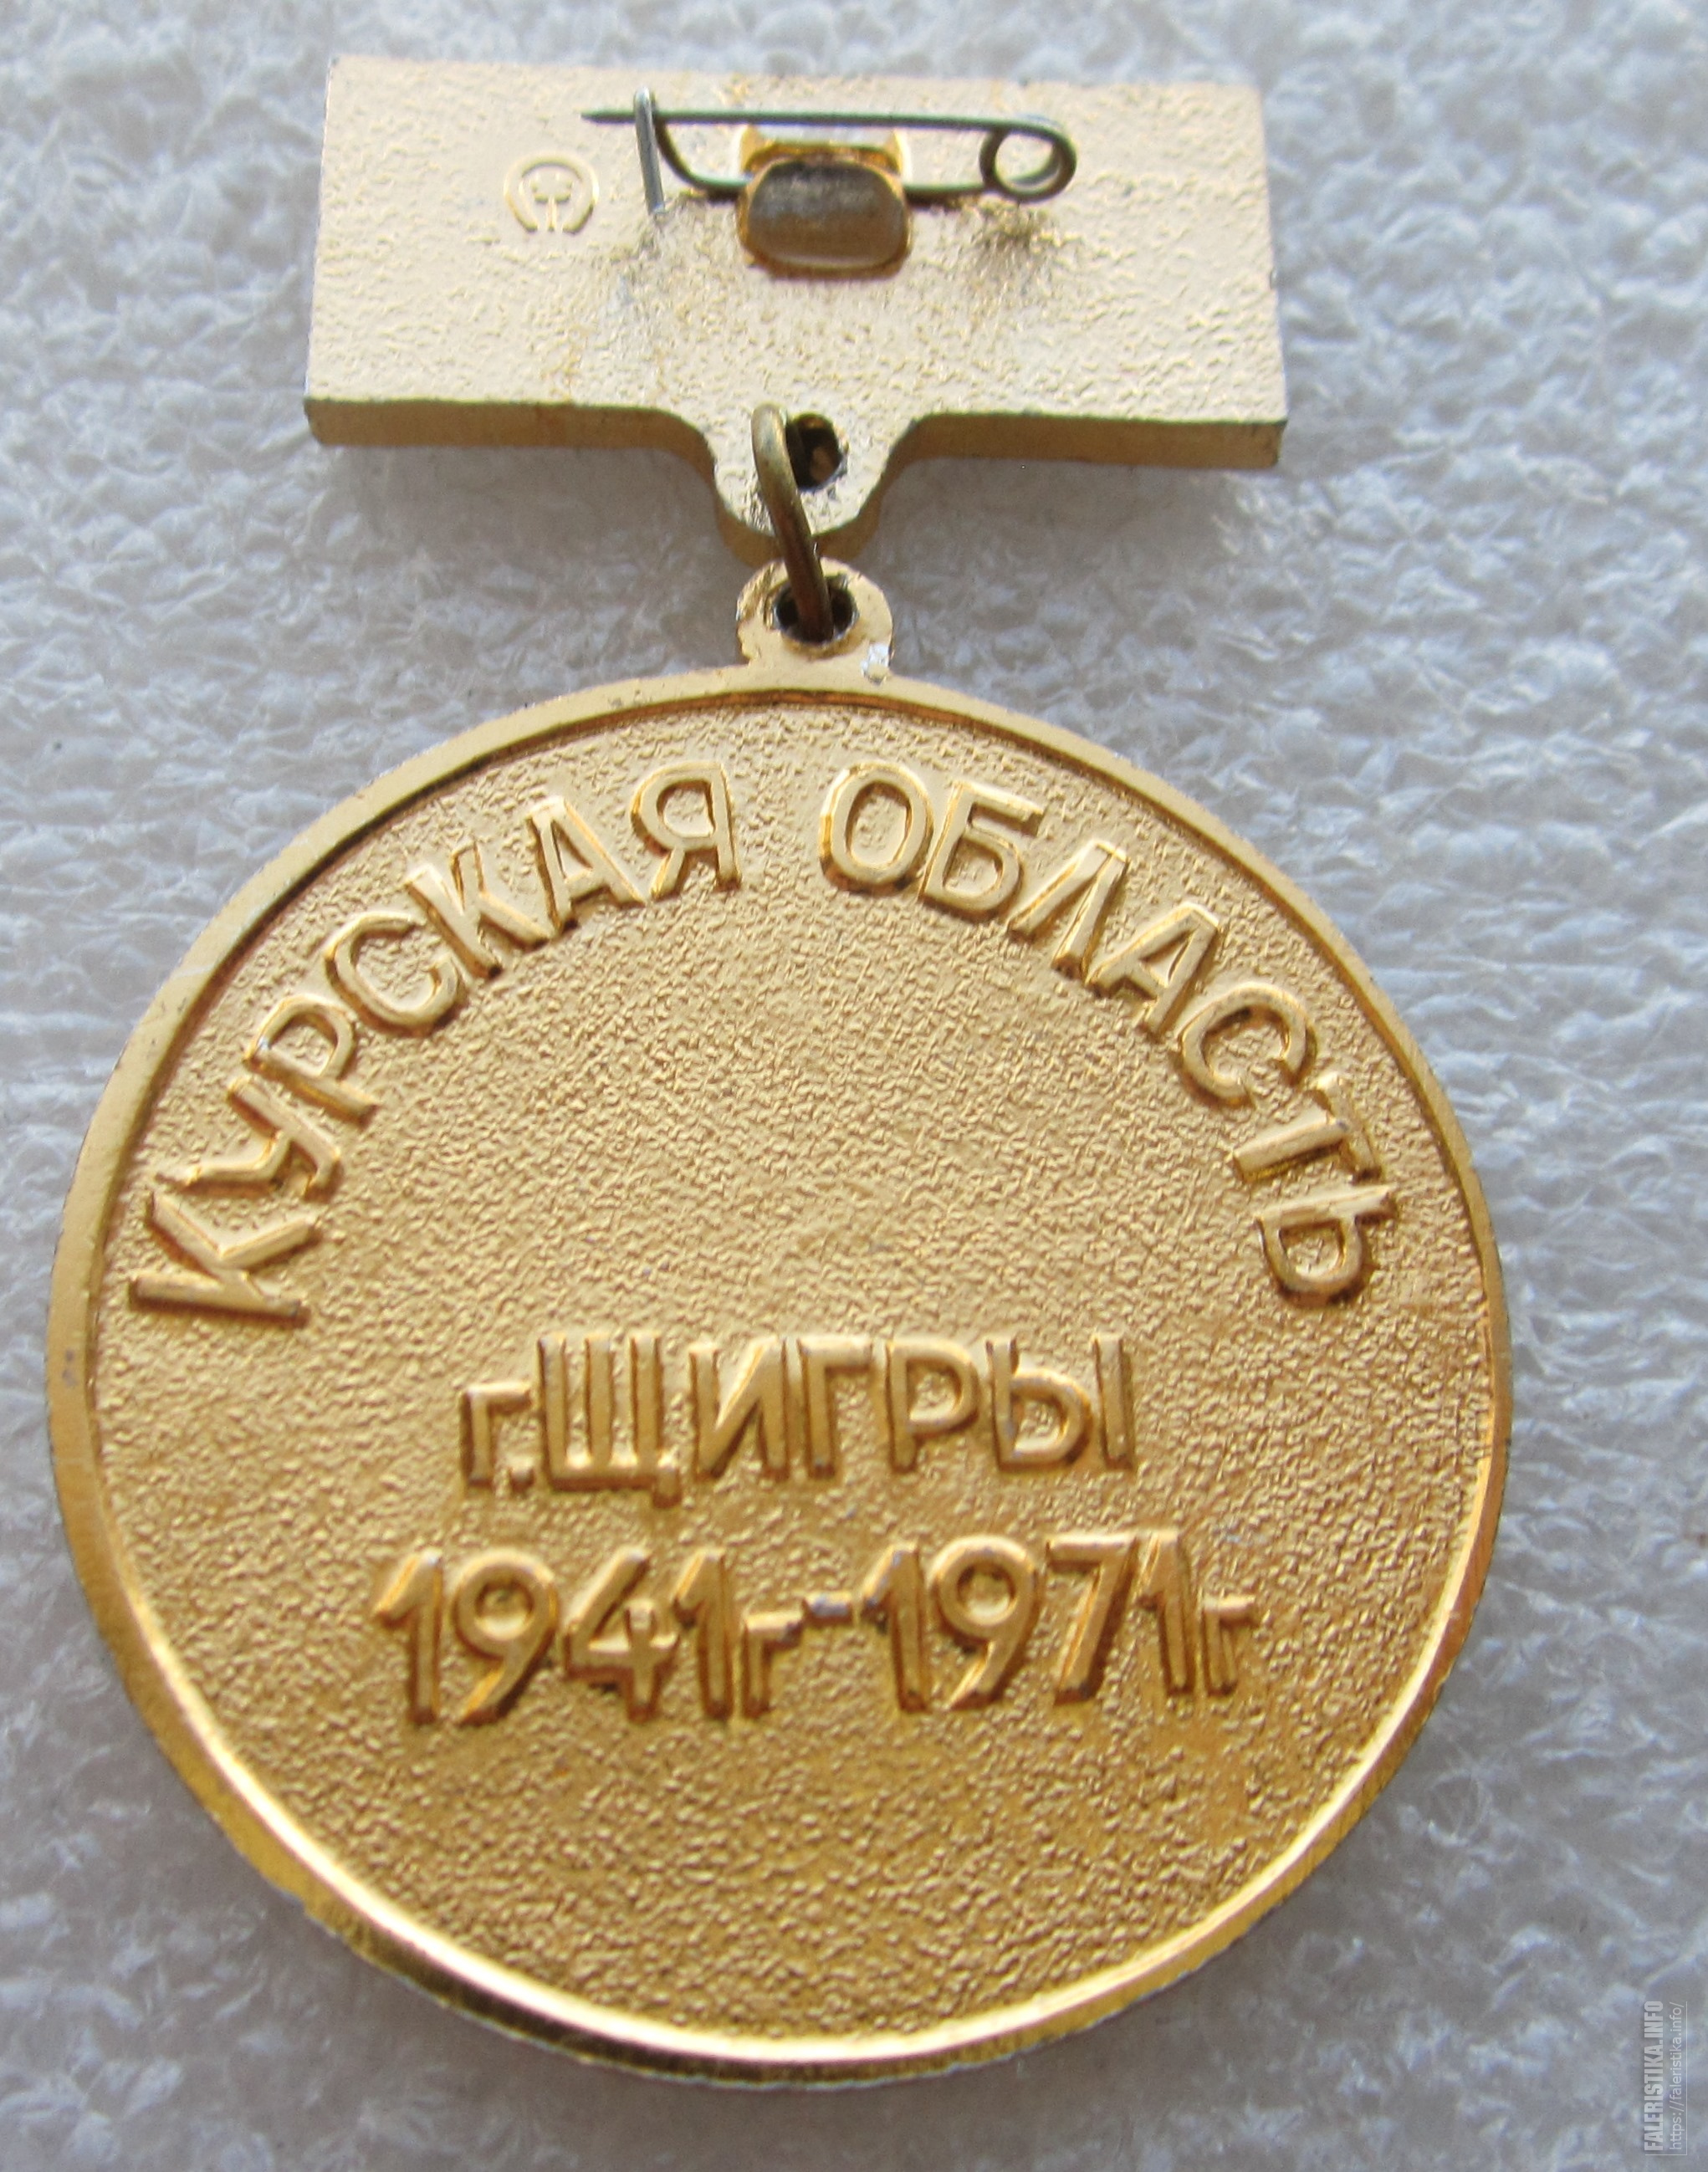 КУРСКАЯ ОБЛАСТЬ
г.ЩИГРЫ
1941г-1971г
FALERISTIKA.INFO
https://faleristika.info/